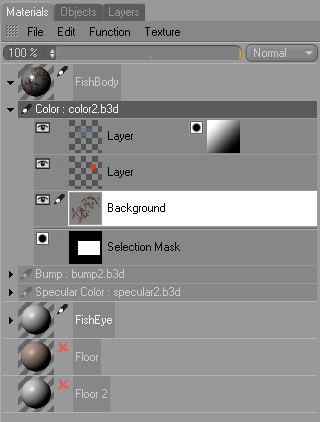 Materials Objects Layers
File Edit Function Texture
100 % Normal
FishBody
Color : color2.b3d
Layer
Layer
Background
Selection Mask
Bump : bump2.b3d
Specular Color : specular2.b3d
FishEye
Floor
Floor 2